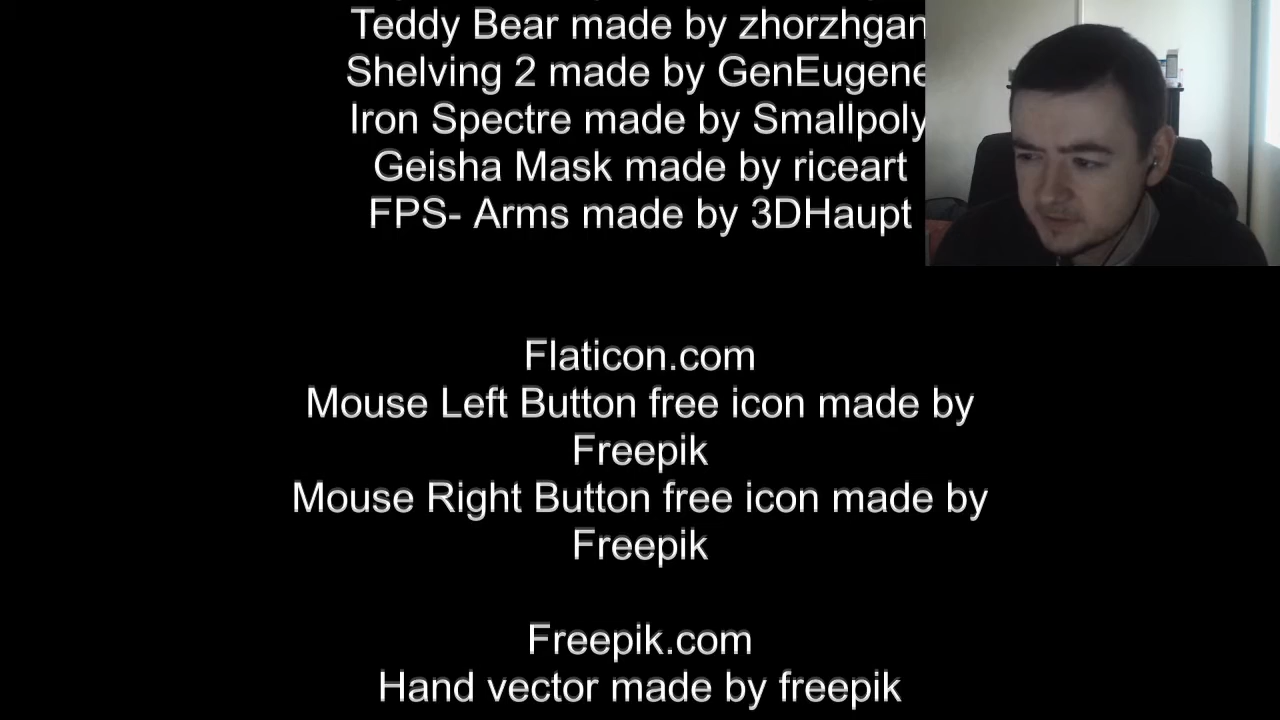 Teddy Bear made by zhorzhgan
Shelving 2 made by GenEugene
Iron Spectre made by Smallpoly
Geisha Mask made by riceart
FPS- Arms made by 3DHaupt
Flaticon.com
Mouse Left Button free icon made by
Freepik
Mouse Right Button free icon made by
Freepik
Freepik.com
Hand vector made by freepik